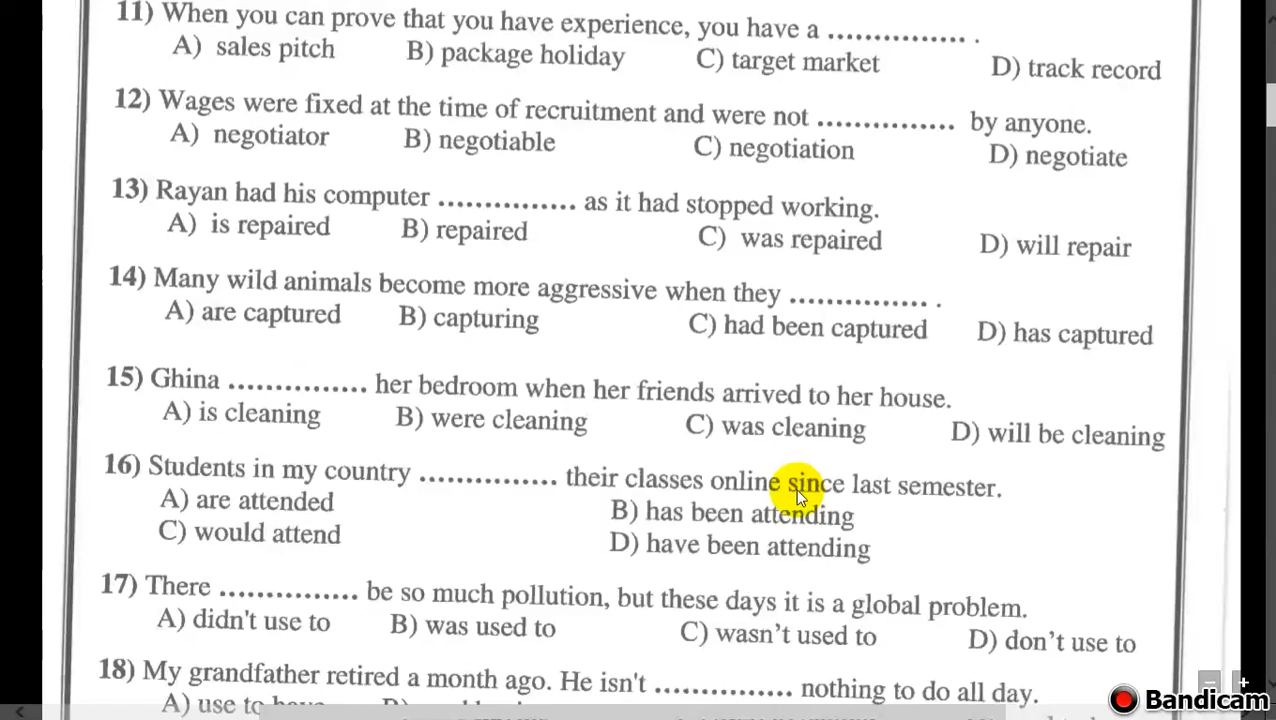 11) When you can prove that you have experience, you have a ............... .
A) sales pitch B) package holiday C) target market D) track record
12) Wages were fixed at the time of recruitment and were not ............... by anyone.
A) negotiator B) negotiable C) negotiation D) negotiate
13) Rayan had his computer ............... as it had stopped working.
A) is repaired B) repaired C) was repaired D) will repair
14) Many wild animals become more aggressive when they ............... .
A) are captured B) capturing C) had been captured D) has captured
15) Ghina ............... her bedroom when her friends arrived to her house.
A) is cleaning B) were cleaning C) was cleaning D) will be cleaning
16) Students in my country ............... their classes online since last semester.
A) are attended B) has been attending
C) would attend D) have been attending
17) There ............... be so much pollution, but these days it is a global problem.
A) didn't use to B) was used to C) wasn't used to D) don't use to
18) My grandfather retired a month ago. He isn't ............... nothing to do all day.
A) use to
Bandicam